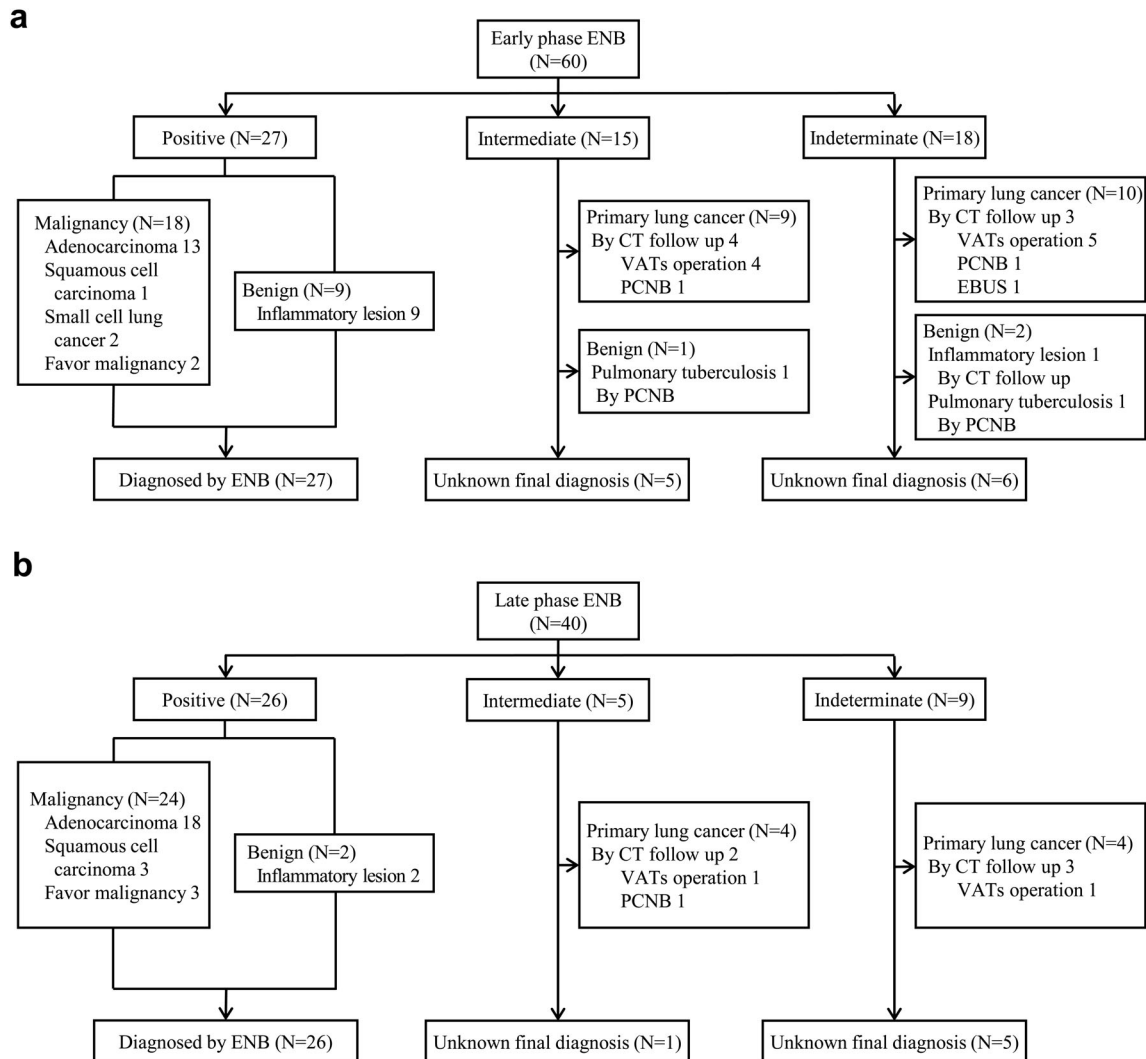 a
Early phase ENB
(N=60)
Positive (N=27)
Intermediate (N=15)
Indeterminate (N=18)
Malignancy (N=18)
Adenocarcinoma 13
Squamous cell
carcinoma 1
Small cell lung
cancer 2
Favor malignancy 2
Benign (N=9)
Inflammatory lesion 9
Primary lung cancer (N=9)
By CT follow up 4
VATs operation 4
PCNB 1
Benign (N=1)
Pulmonary tuberculosis 1
By PCNB
Primary lung cancer (N=10)
By CT follow up 3
VATs operation 5
PCNB 1
EBUS 1
Benign (N=2)
Inflammatory lesion 1
By CT follow up
Pulmonary tuberculosis 1
By PCNB
Diagnosed by ENB (N=27)
Unknown final diagnosis (N=5)
Unknown final diagnosis (N=6)
b
Late phase ENB
(N=40)
Positive (N=26)
Intermediate (N=5)
Indeterminate (N=9)
Malignancy (N=24)
Adenocarcinoma 18
Squamous cell
carcinoma 3
Favor malignancy 3
Benign (N=2)
Inflammatory lesion 2
Primary lung cancer (N=4)
By CT follow up 2
VATs operation 1
PCNB 1
Primary lung cancer (N=4)
By CT follow up 3
VATs operation 1
Diagnosed by ENB (N=26)
Unknown final diagnosis (N=1)
Unknown final diagnosis (N=5)